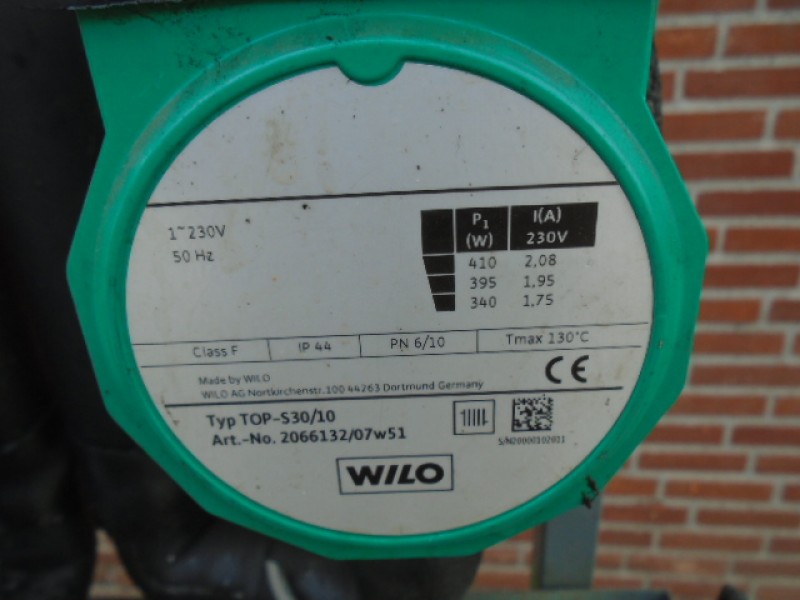 1~230V
50 Hz
P1 (W) I(A) 230V
410 2,08
395 1,95
340 1,75
Class F IP 44 PN 6/10 Tmax 130°C
Made by WILO
WILO AG Nortkirchenstr. 100 44263 Dortmund Germany
CE
Typ TOP-S30/10
Art.-No. 2066132/07w51
WILO